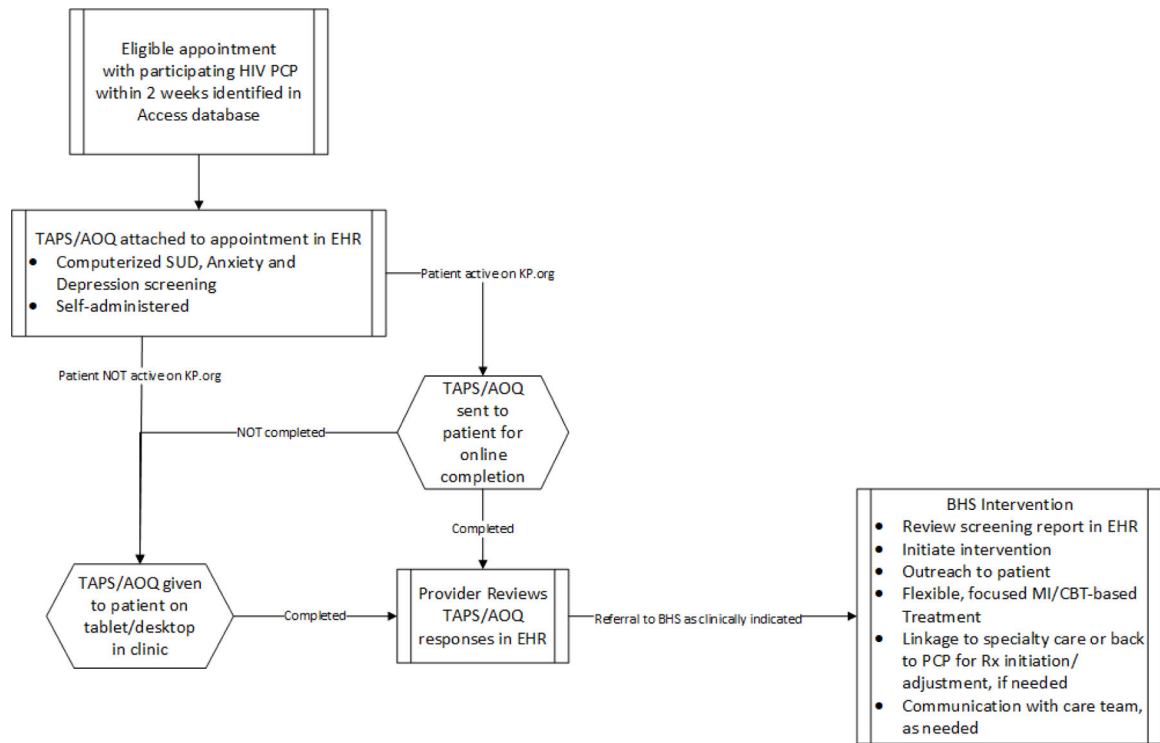 Eligible appointment
with participating HIV PCP
within 2 weeks identified in
Access database
TAPS/AOQ attached to appointment in EHR
● Computerized SUD, Anxiety and
Depression screening
● Self-administered
Patient active on KP.org
Patient NOT active on KP.org
TAPS/AOQ
sent to
patient for
online
completion
NOT completed
Completed
TAPS/AOQ given
to patient on
tablet/desktop
in clinic
Completed
Provider Reviews
TAPS/AOQ
responses in EHR
Referral to BHS as clinically indicated
BHS Intervention
● Review screening report in EHR
● Initiate intervention
● Outreach to patient
● Flexible, focused MI/CBT-based
Treatment
● Linkage to specialty care or back
to PCP for Rx initiation/
adjustment, if needed
● Communication with care team,
as needed